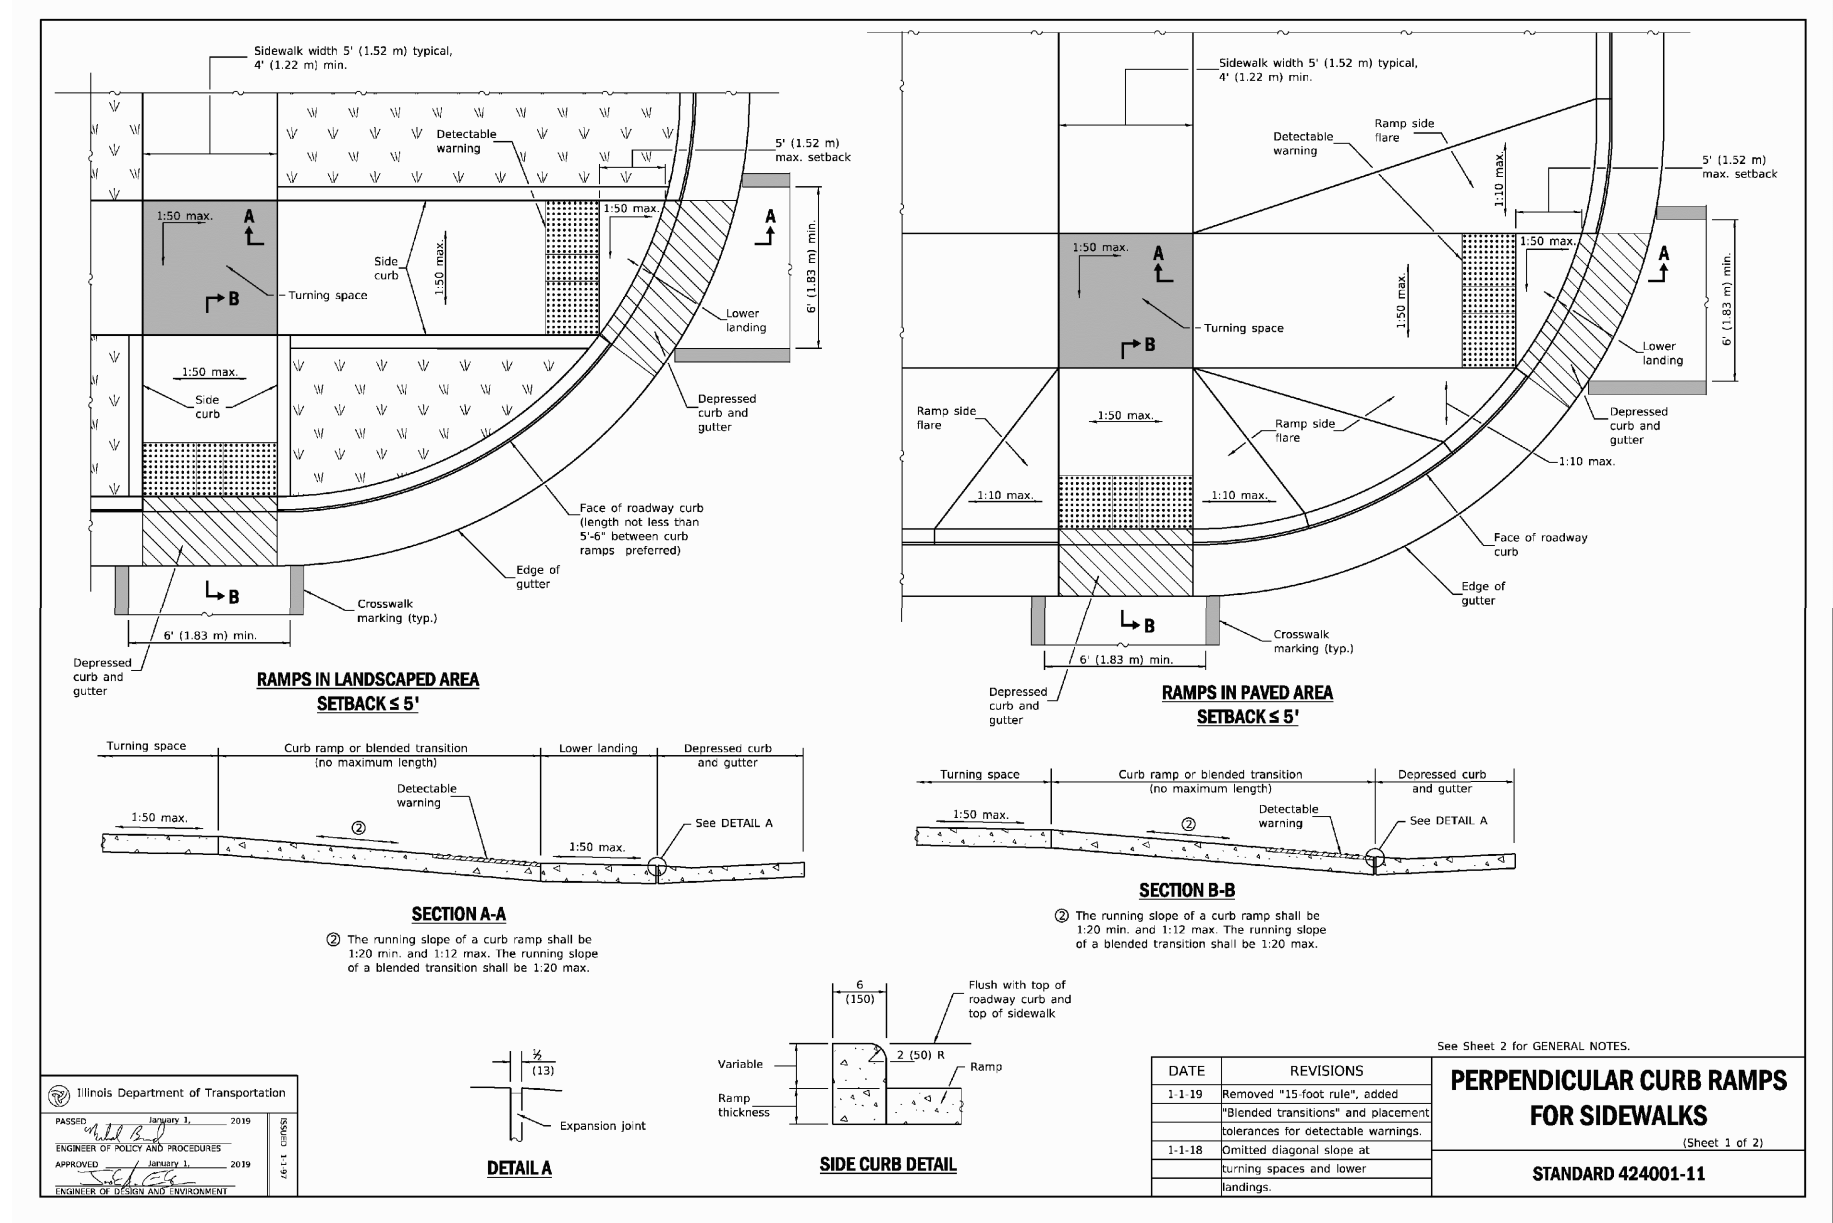 Sidewalk width 5' (1.52 m) typical,
4' (1.22 m) min.
Detectable
warning
5' (1.52 m)
max. setback
1:50 max.
A
1:50 max.
A
Side
curb
1:50 max.
6' (1.83 m) min.
B
Turning space
Lower
landing
1:50 max.
Side
curb
Depressed
curb and
gutter
Face of roadway curb
(length not less than
5'-6" between curb
ramps preferred)
Edge of
gutter
B
Crosswalk
marking (typ.)
6' (1.83 m) min.
Depressed
curb and
gutter
RAMPS IN LANDSCAPED AREA
SETBACK ≤ 5'
Sidewalk width 5' (1.52 m) typical,
4' (1.22 m) min.
Ramp side
flare
Detectable
warning
1:10 max.
5' (1.52 m)
max. setback
1:50 max.
A
1:50 max.
A
1:50 max.
6' (1.83 m) min.
Turning space
B
Lower
landing
Ramp side
flare
1:50 max.
Ramp side
flare
Depressed
curb and
gutter
1:10 max.
1:10 max.
1:10 max.
Face of roadway
curb
Edge of
gutter
B
Crosswalk
marking (typ.)
6' (1.83 m) min.
Depressed
curb and
gutter
RAMPS IN PAVED AREA
SETBACK ≤ 5'
Turning space
Curb ramp or blended transition
(no maximum length)
Lower landing
Depressed curb
and gutter
Detectable
warning
1:50 max.
②
1:50 max.
See DETAIL A
SECTION A-A
② The running slope of a curb ramp shall be
1:20 min. and 1:12 max. The running slope
of a blended transition shall be 1:20 max.
Turning space
Curb ramp or blended transition
(no maximum length)
Depressed curb
and gutter
Detectable
warning
1:50 max.
②
See DETAIL A
SECTION B-B
② The running slope of a curb ramp shall be
1:20 min. and 1:12 max. The running slope
of a blended transition shall be 1:20 max.
½
(13)
Expansion joint
DETAIL A
6
(150)
Flush with top of
roadway curb and
top of sidewalk
Variable
2 (50) R
Ramp
Ramp
thickness
SIDE CURB DETAIL
See Sheet 2 for GENERAL NOTES.
Illinois Department of Transportation
PASSED January 1, 2019
ENGINEER OF POLICY AND PROCEDURES
APPROVED January 1, 2019
ENGINEER OF DESIGN AND ENVIRONMENT
ISSUED 1-1-97
DATE REVISIONS
1-1-19 Removed "15-foot rule", added
"Blended transitions" and placement
tolerances for detectable warnings.
1-1-18 Omitted diagonal slope at
turning spaces and lower
landings.
PERPENDICULAR CURB RAMPS
FOR SIDEWALKS
(Sheet 1 of 2)
STANDARD 424001-11